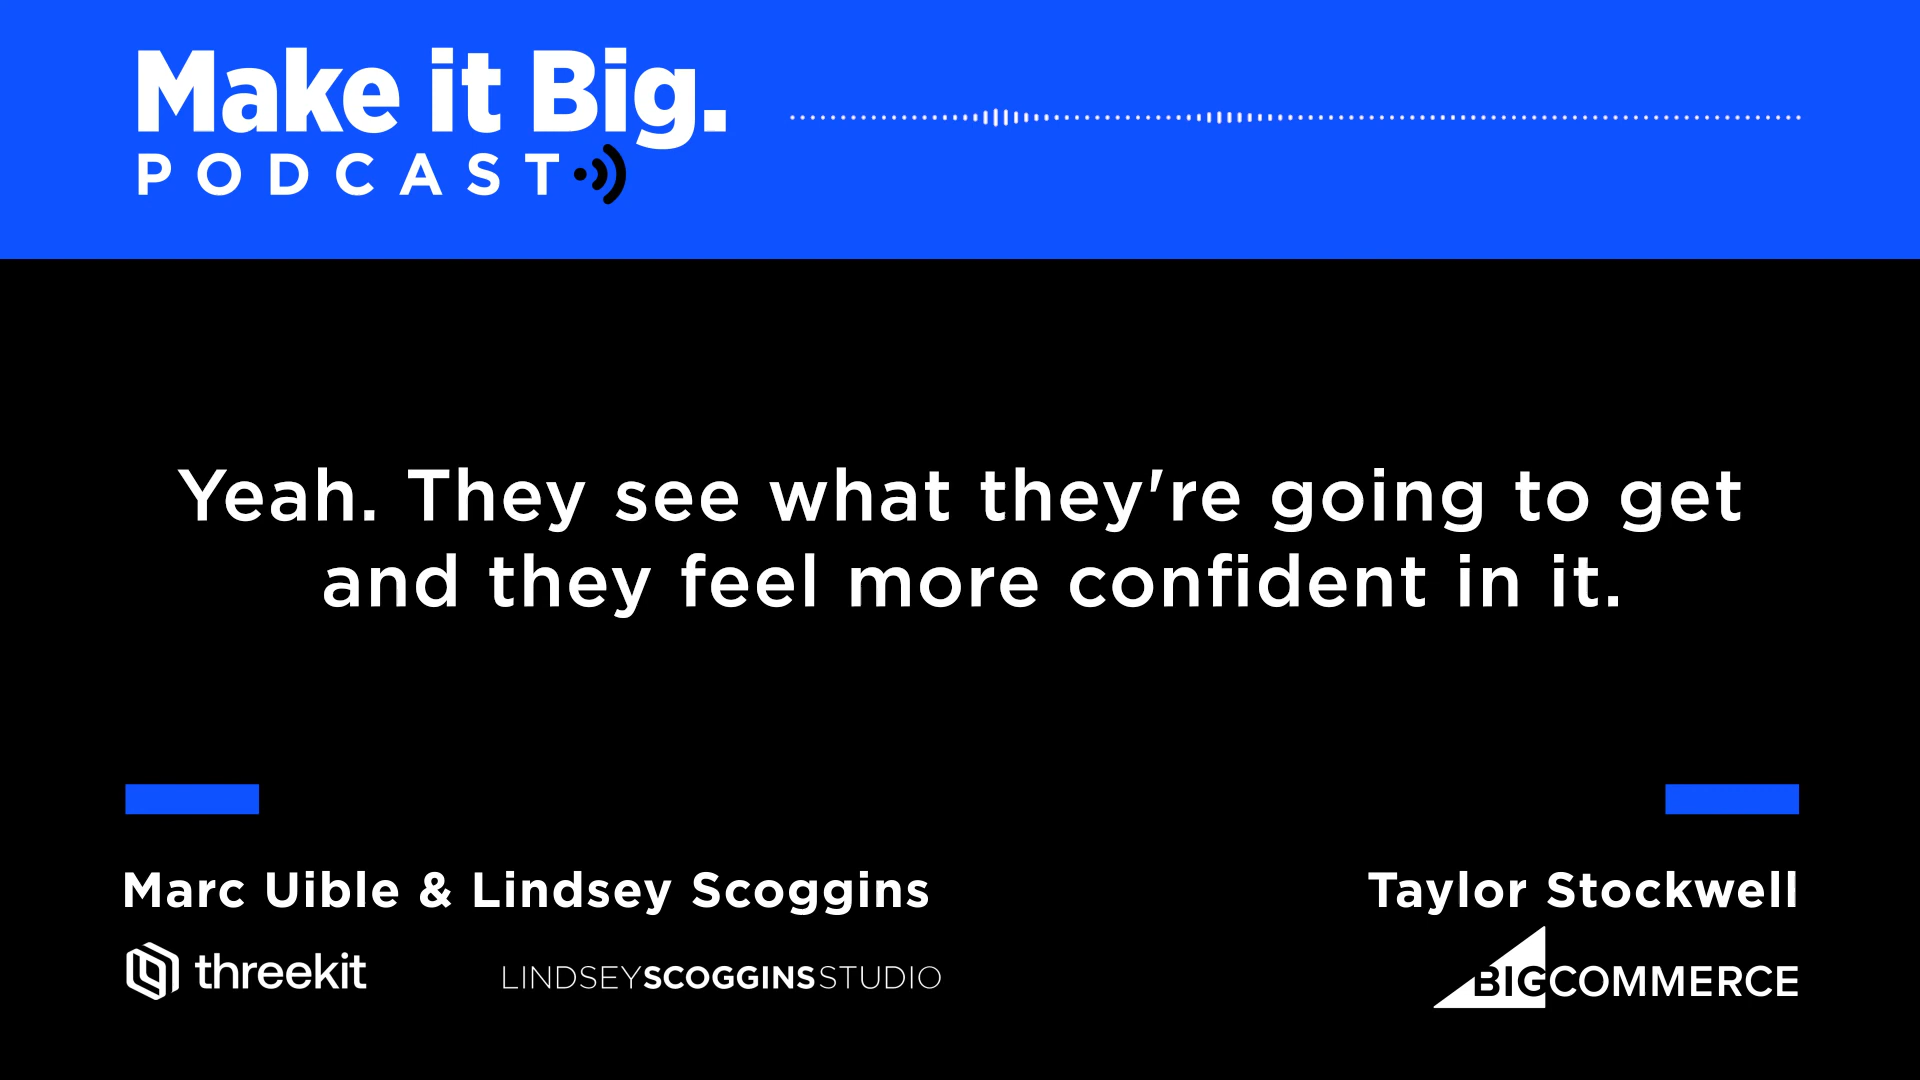 Make it Big.
PODCAST
Yeah. They see what they're going to get
and they feel more confident in it.
Marc Uible & Lindsey Scoggins
Taylor Stockwell
threekit
LINDSEYSCOGGINSSTUDIO
BIGCOMMERCE